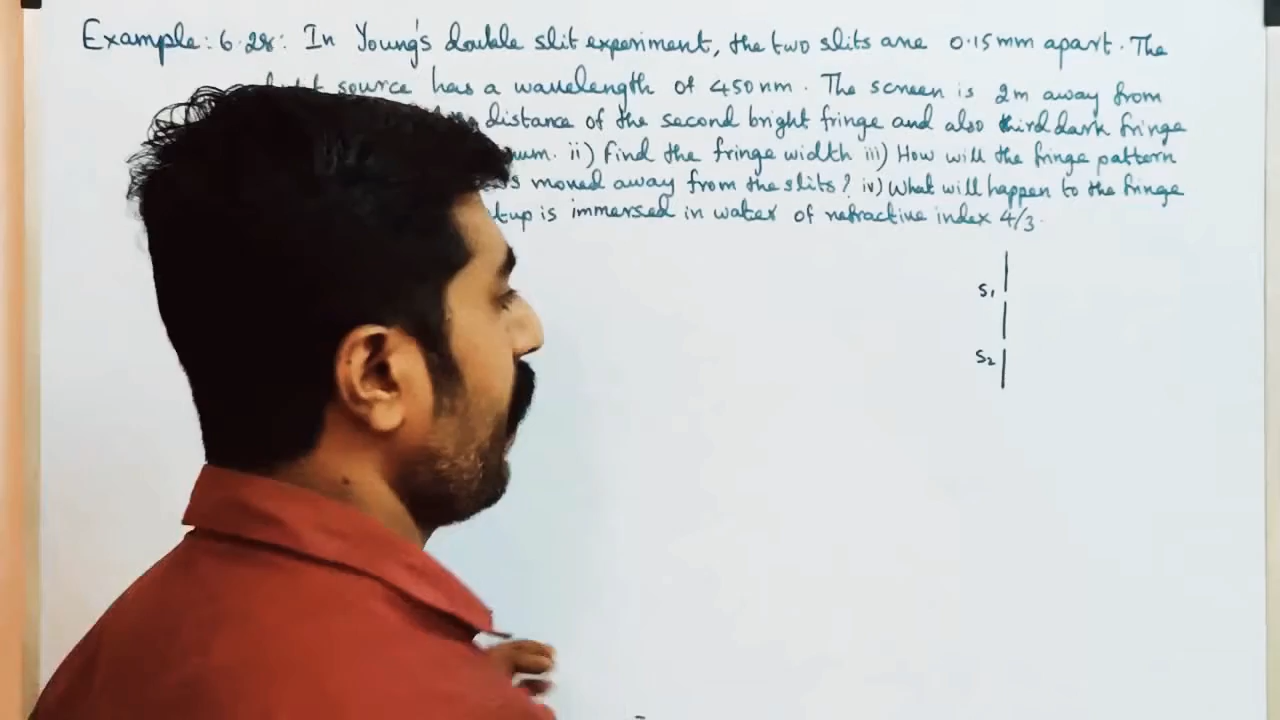 Example: 6.28: In Young's double slit experiment, the two slits are 0.15mm apart. The
source has a wavelength of 450nm. The screen is 2m away from
distance of the second bright fringe and also third dark fringe
ii) Find the fringe width iii) How will the fringe pattern
moved away from the slits? iv) What will happen to the fringe
is immersed in water of refractive index 4/3.
S1
S2